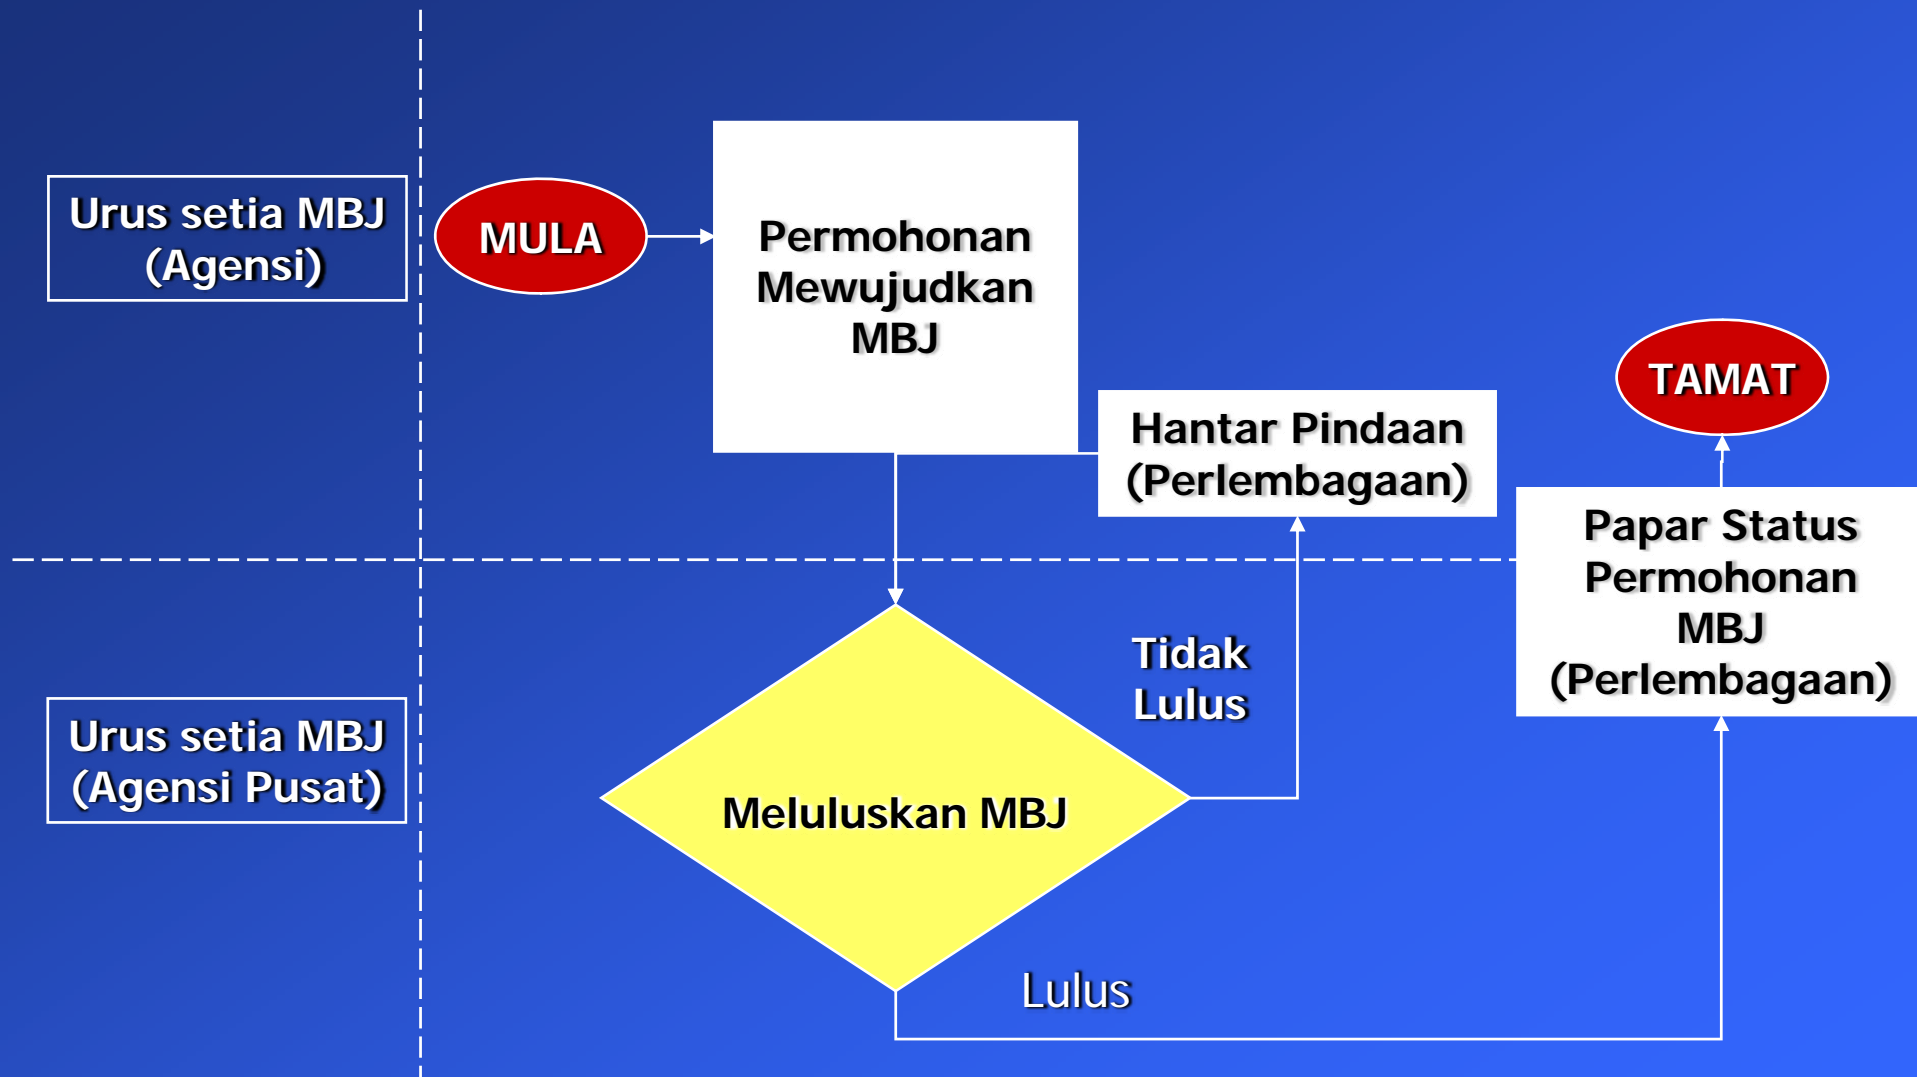 Urus setia MBJ
(Agensi)
MULA
Permohonan
Mewujudkan
MBJ
Hantar Pindaan
(Perlembagaan)
TAMAT
Papar Status
Permohonan
MBJ
(Perlembagaan)
Urus setia MBJ
(Agensi Pusat)
Meluluskan MBJ
Tidak
Lulus
Lulus